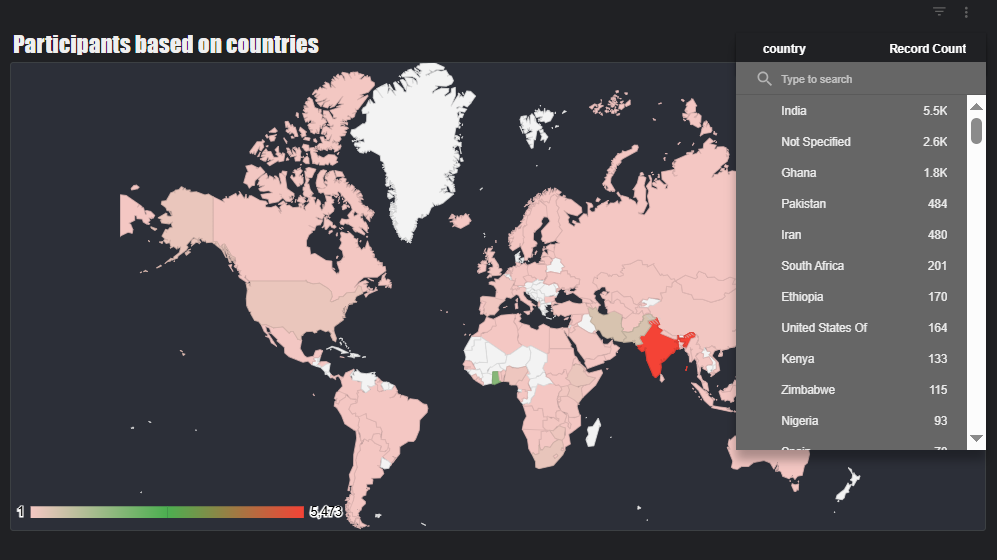 Participants based on countries
country Record Count
Type to search
India 5.5K
Not Specified 2.6K
Ghana 1.8K
Pakistan 484
Iran 480
South Africa 201
Ethiopia 170
United States Of 164
Kenya 133
Zimbabwe 115
Nigeria 93
1 5,473